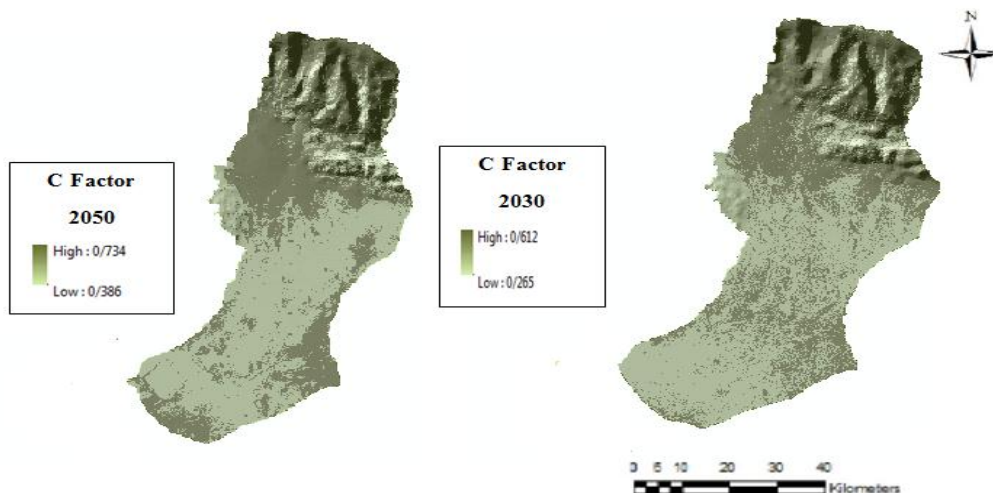 N
C Factor
2050
High : 0/734
Low : 0/386
C Factor
2030
High : 0/612
Low : 0/265
0 5 10 20 30 40
Kilometers